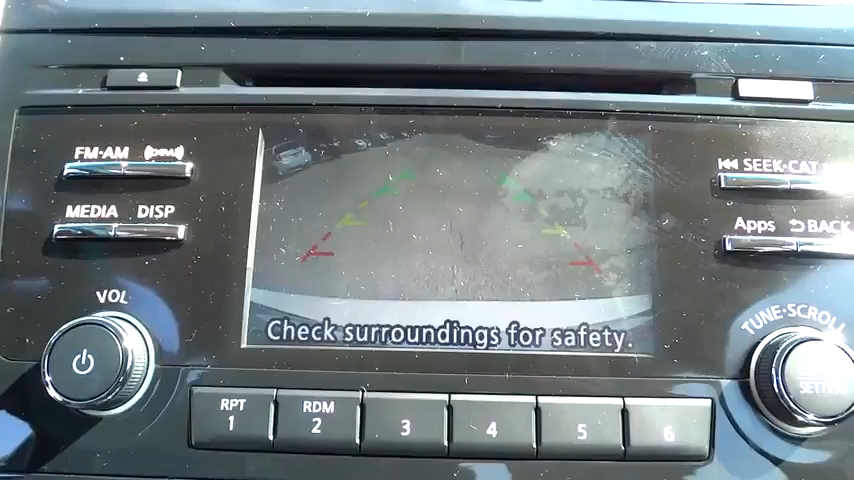 FM·AM (((XM)))
MEDIA DISP
VOL
SEEK·CAT
Apps BACK
TUNE·SCROLL
Check surroundings for safety.
RPT
1
RDM
2
3
4
5
6